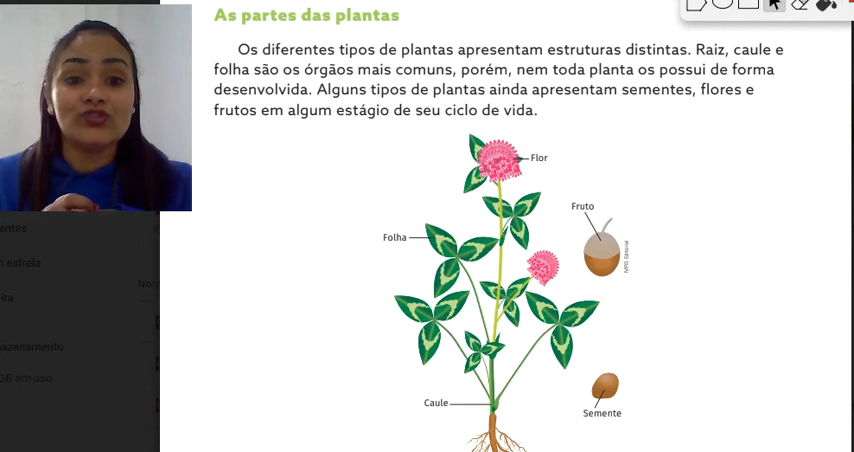 As partes das plantas
Os diferentes tipos de plantas apresentam estruturas distintas. Raiz, caule e
folha são os órgãos mais comuns, porém, nem toda planta os possui de forma
desenvolvida. Alguns tipos de plantas ainda apresentam sementes, flores e
frutos em algum estágio de seu ciclo de vida.
Flor
Fruto
Folha
Caule
Semente
entes
estrela
GB em uso